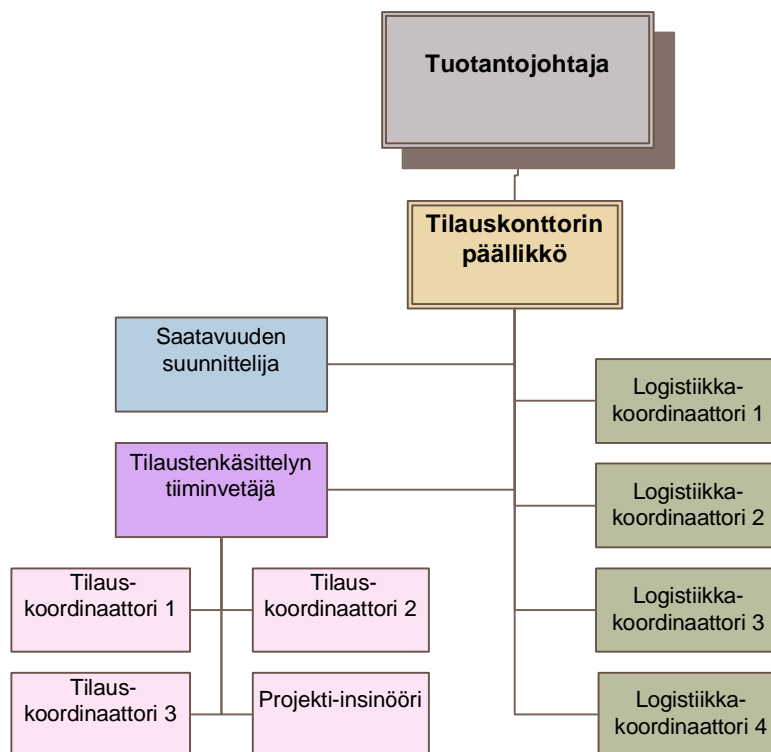 Tuotantojohtaja
Tilauskonttorin
päällikkö
Saatavuuden
suunnittelija
Logistiikka-
koordinaattori 1
Tilaustenkäsittelyn
tiiminvetäjä
Logistiikka-
koordinaattori 2
Tilaus-
koordinaattori 1
Tilaus-
koordinaattori 2
Logistiikka-
koordinaattori 3
Tilaus-
koordinaattori 3
Projekti-insinööri
Logistiikka-
koordinaattori 4